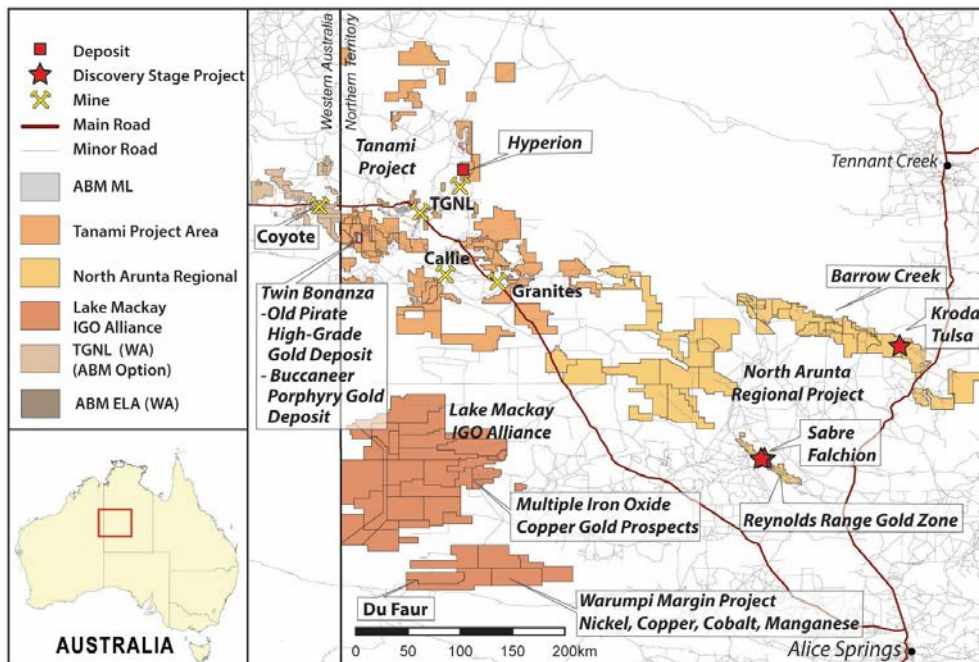 Deposit
Discovery Stage Project
Mine
Main Road
Minor Road
ABM ML
Tanami Project Area
North Arunta Regional
Lake Mackay
IGO Alliance
TGNL (WA)
(ABM Option)
ABM ELA (WA)
AUSTRALIA
Western Australia
Northern Territory
Tanami
Project
Hyperion
TGNL
Coyote
Callie
Granites
Twin Bonanza
-Old Pirate
High-Grade
Gold Deposit
- Buccaneer
Porphyry Gold
Deposit
Tennant Creek
Barrow Creek
Kroda
Tulsa
North Arunta
Regional Project
Lake Mackay
IGO Alliance
Sabre
Falchion
Multiple Iron Oxide
Copper Gold Prospects
Reynolds Range Gold Zone
Du Faur
Warumpi Margin Project
Nickel, Copper, Cobalt, Manganese
0 50 100 150 200km
Alice Springs